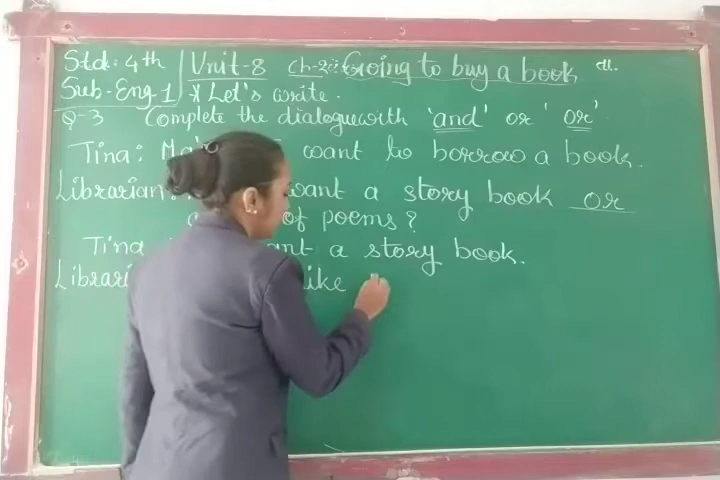 Std: 4th Unit-8 ch-2: Going to buy a book dt.
Sub-Eng-1 * Let's write.
Q-3 Complete the dialogue with 'and' or 'or'
Tina: want to borrow a book.
Librarian: want a story book or
of poems?
Tina a story book.
ike